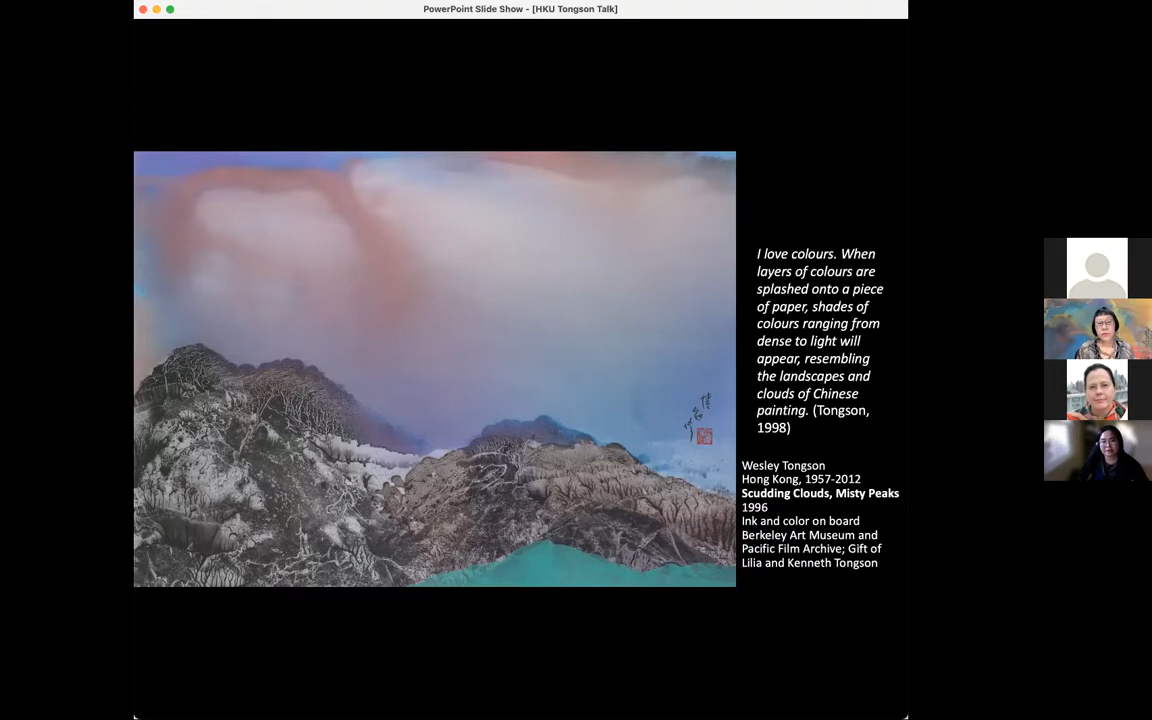 PowerPoint Slide Show - [HKU Tongson Talk]
I love colours. When
layers of colours are
splashed onto a piece
of paper, shades of
colours ranging from
dense to light will
appear, resembling
the landscapes and
clouds of Chinese
painting. (Tongson,
1998)
Wesley Tongson
Hong Kong, 1957-2012
Scudding Clouds, Misty Peaks
1996
Ink and color on board
Berkeley Art Museum and
Pacific Film Archive; Gift of
Lilia and Kenneth Tongson